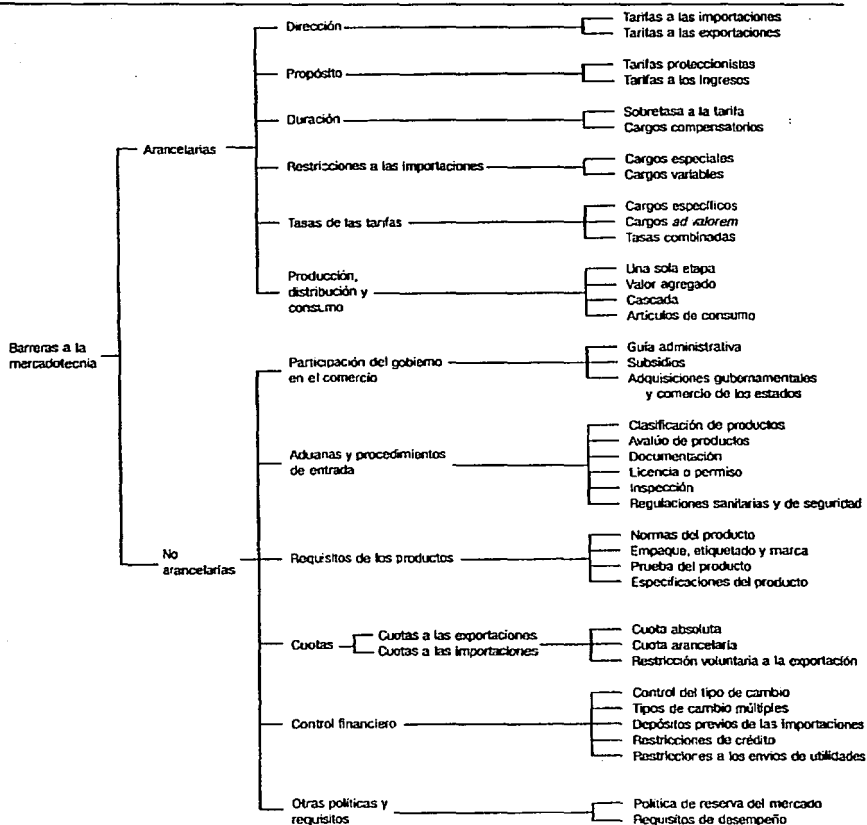 Barreras a la
mercadotecnia
Arancelarias
Dirección
Tarifas a las importaciones
Tarifas a las exportaciones
Propósito
Tarifas proteccionistas
Tarifas a los Ingresos
Duración
Sobretasa a la tarifa
Cargos compensatorios
Restricciones a las importaciones
Cargos especiales
Cargos variables
Tasas de las tarifas
Cargos específicos
Cargos ad valorem
Tasas combinadas
Producción,
distribución y
consumo
Una sola etapa
Valor agregado
Cascada
Artículos de consumo
No
arancelarias
Participación del gobierno
en el comercio
Guía administrativa
Subsidios
Adquisiciones gubernamentales
y comercio de los estados
Aduanas y procedimientos
de entrada
Clasificación de productos
Avalúo de productos
Documentación
Licencia o permiso
Inspección
Regulaciones sanitarias y de seguridad
Requisitos de los productos
Normas del producto
Empaque, etiquetado y marca
Prueba del producto
Especificaciones del producto
Cuotas
Cuotas a las exportaciones
Cuotas a las importaciones
Cuota absoluta
Cuota arancelaria
Restricción voluntaria a la exportación
Control financiero
Control del tipo de cambio
Tipos de cambio múltiples
Depósitos previos de las importaciones
Restricciones de crédito
Restricciones a los envios de utilidades
Otras políticas y
requisitos
Política de reserva del mercado
Requisitos de desempeño